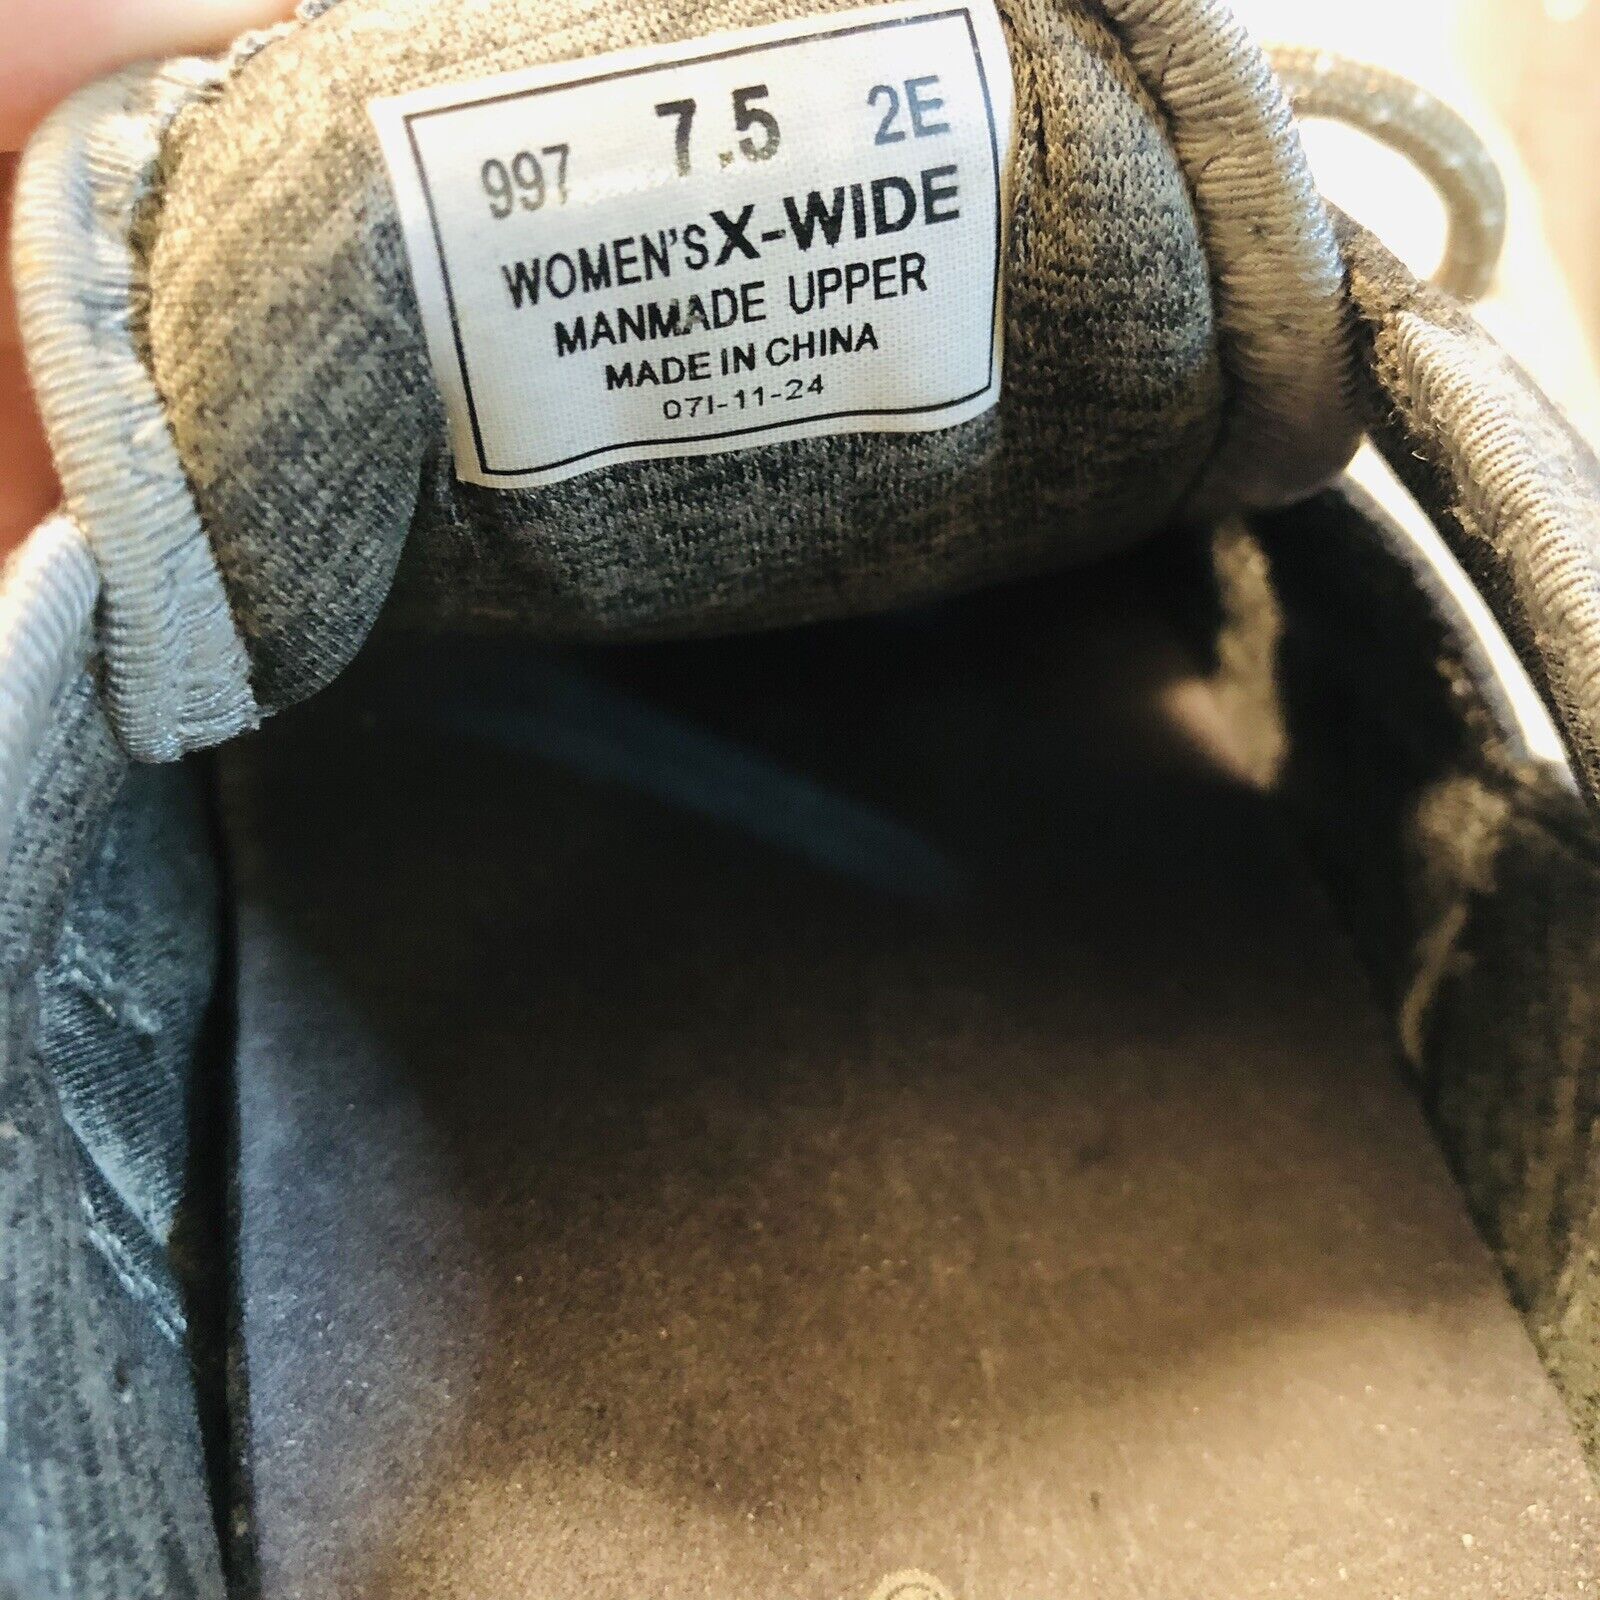 997 7.5 2E
WOMEN'S X-WIDE
MANMADE UPPER
MADE IN CHINA
07I-11-24